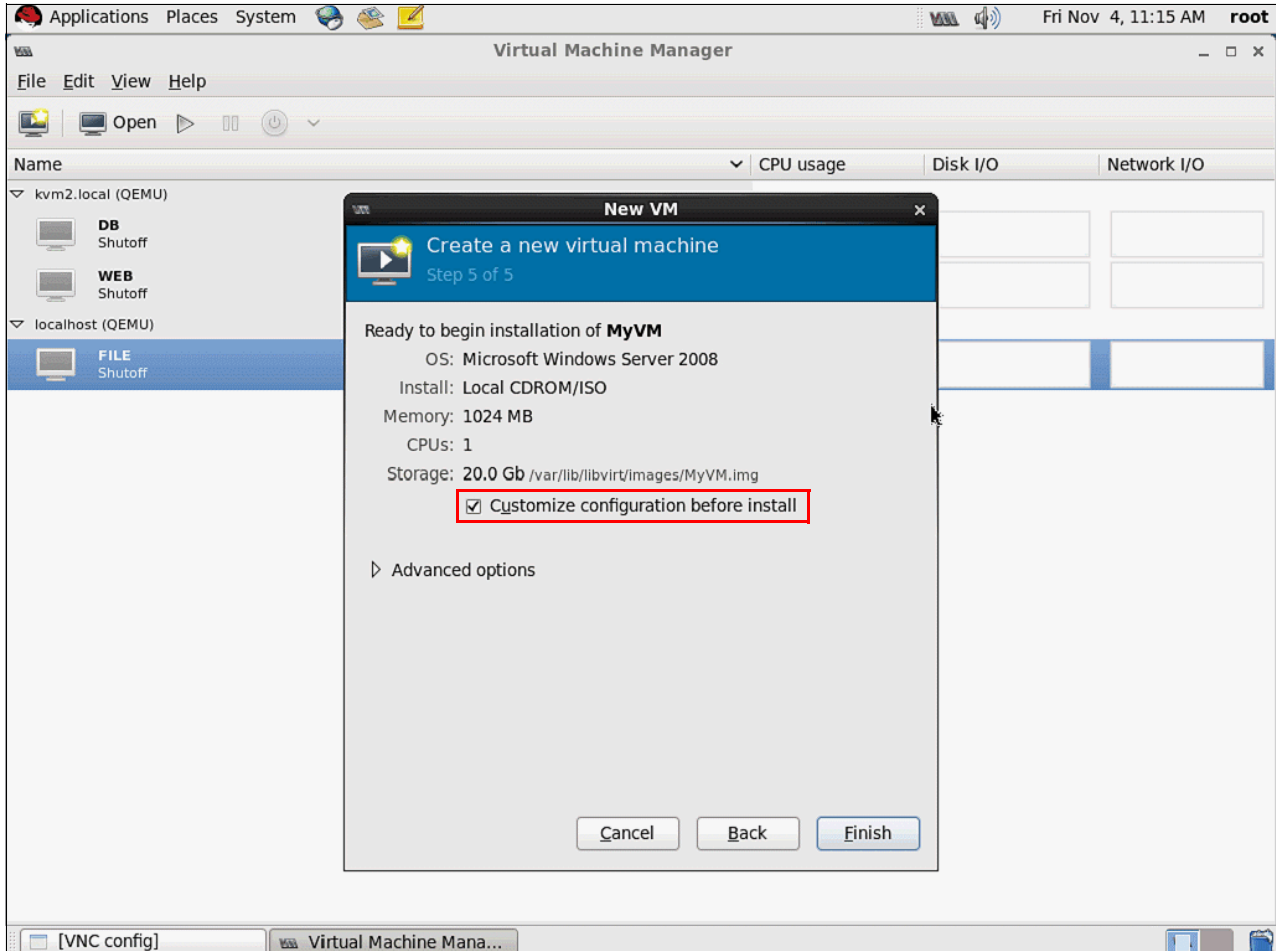 Applications Places System Fri Nov 4, 11:15 AM root
Virtual Machine Manager
File Edit View Help
Open
Name CPU usage Disk I/O Network I/O
kvm2.local (QEMU)
DB
Shutoff
WEB
Shutoff
localhost (QEMU)
FILE
Shutoff
New VM
Create a new virtual machine
Step 5 of 5
Ready to begin installation of MyVM
OS: Microsoft Windows Server 2008
Install: Local CDROM/ISO
Memory: 1024 MB
CPUs: 1
Storage: 20.0 Gb /var/lib/libvirt/images/MyVM.img
Customize configuration before install
Advanced options
Cancel Back Finish
[VNC config] Virtual Machine Mana...